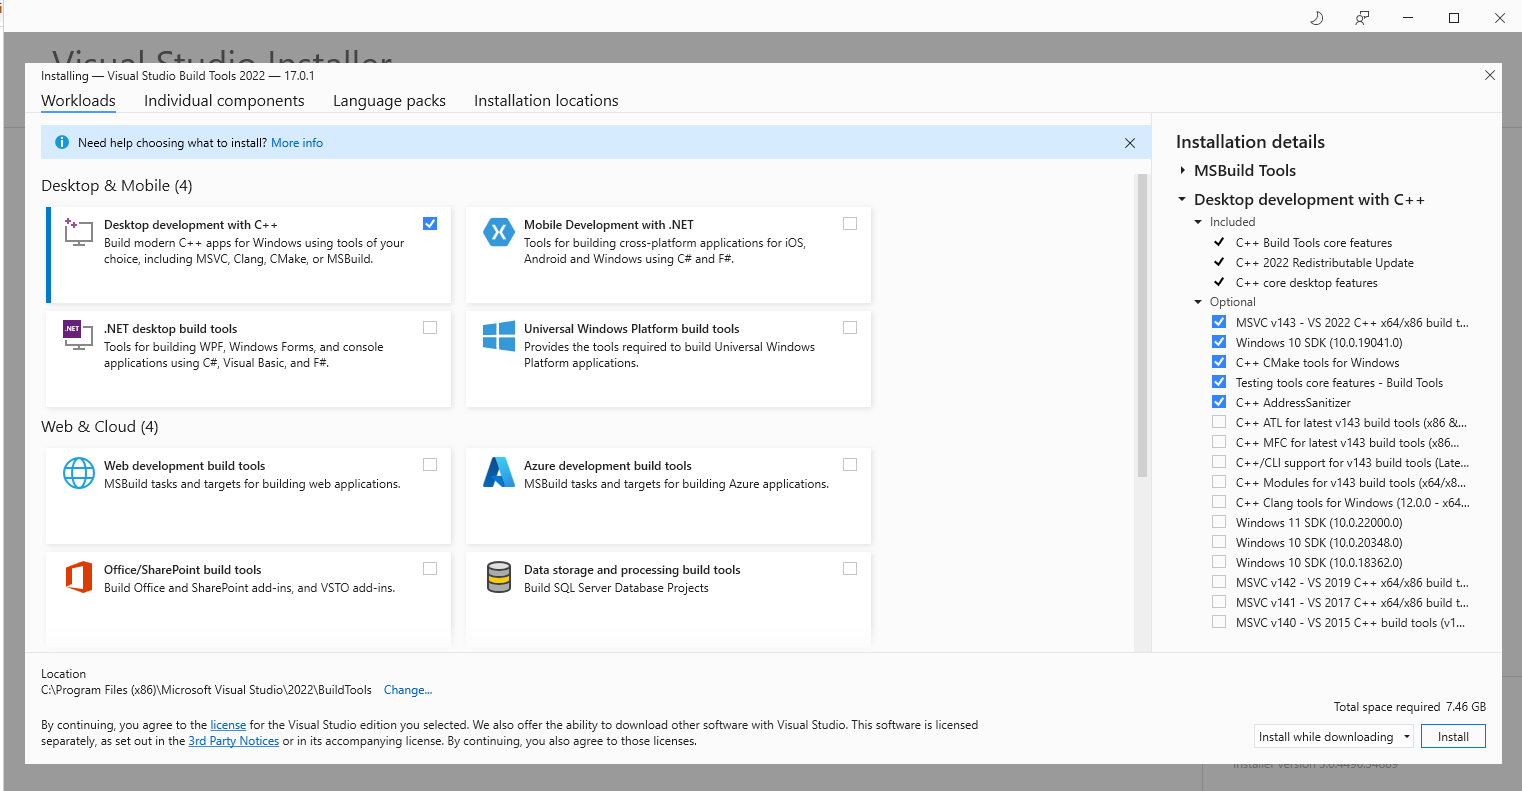 Visual Studio Installer
Installing — Visual Studio Build Tools 2022 — 17.0.1
Workloads
Individual components
Language packs
Installation locations
Need help choosing what to install? More info
Desktop & Mobile (4)
Desktop development with C++
Build modern C++ apps for Windows using tools of your
choice, including MSVC, Clang, CMake, or MSBuild.
Mobile Development with .NET
Tools for building cross-platform applications for iOS,
Android and Windows using C# and F#.
.NET
.NET desktop build tools
Tools for building WPF, Windows Forms, and console
applications using C#, Visual Basic, and F#.
Universal Windows Platform build tools
Provides the tools required to build Universal Windows
Platform applications.
Web & Cloud (4)
Web development build tools
MSBuild tasks and targets for building web applications.
Azure development build tools
MSBuild tasks and targets for building Azure applications.
Office/SharePoint build tools
Build Office and SharePoint add-ins, and VSTO add-ins.
Data storage and processing build tools
Build SQL Server Database Projects
Installation details
MSBuild Tools
Desktop development with C++
Included
C++ Build Tools core features
C++ 2022 Redistributable Update
C++ core desktop features
Optional
MSVC v143 - VS 2022 C++ x64/x86 build t...
Windows 10 SDK (10.0.19041.0)
C++ CMake tools for Windows
Testing tools core features - Build Tools
C++ AddressSanitizer
C++ ATL for latest v143 build tools (x86 &...
C++ MFC for latest v143 build tools (x86...
C++/CLI support for v143 build tools (Late...
C++ Modules for v143 build tools (x64/x8...
C++ Clang tools for Windows (12.0.0 - x64...
Windows 11 SDK (10.0.22000.0)
Windows 10 SDK (10.0.20348.0)
Windows 10 SDK (10.0.18362.0)
MSVC v142 - VS 2019 C++ x64/x86 build t...
MSVC v141 - VS 2017 C++ x64/x86 build t...
MSVC v140 - VS 2015 C++ build tools (v1...
Location
C:\Program Files (x86)\Microsoft Visual Studio\2022\BuildTools Change...
By continuing, you agree to the license for the Visual Studio edition you selected. We also offer the ability to download other software with Visual Studio. This software is licensed
separately, as set out in the 3rd Party Notices or in its accompanying license. By continuing, you also agree to those licenses.
Total space required 7.46 GB
Install while downloading
Install
Installer version